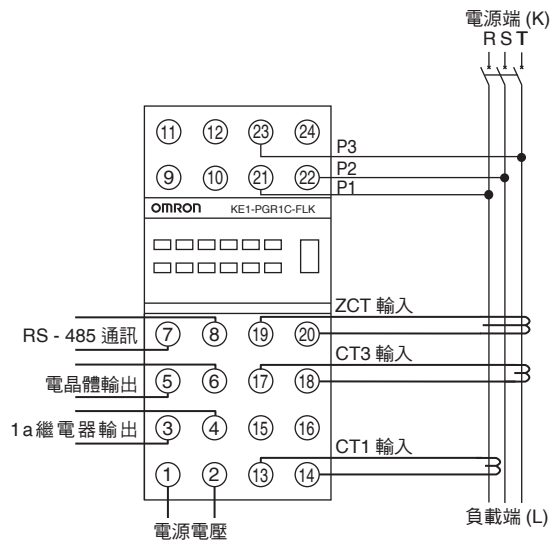 電源端 (K)
R S T
⑪ ⑫ ㉓ ㉔
P3
⑨ ⑩ ㉑ ㉒
P2
P1
OMRON KE1-PGR1C-FLK
ZCT 輸入
RS - 485 通訊
⑦ ⑧ ⑲ ⑳
CT3 輸入
電晶體輸出
⑤ ⑥ ⑰ ⑱
1a繼電器輸出
③ ④ ⑮ ⑯
CT1 輸入
① ② ⑬ ⑭
電源電壓
負載端 (L)